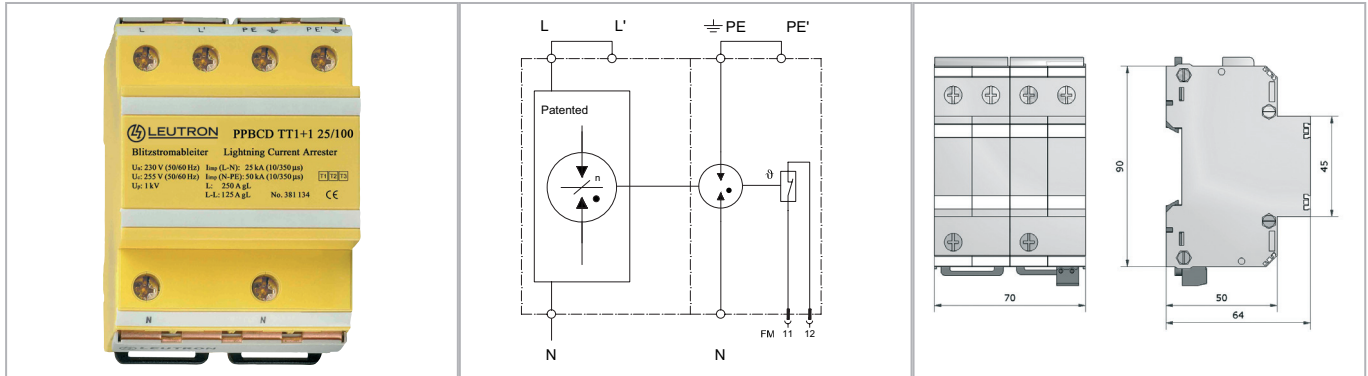 L L' PE PE'
LEUTRON PPBCD TT1+1 25/100
Blitzstromableiter Lightning Current Arrester
Uₙ: 230 V (50/60 Hz) Iimp (L-N): 25 kA (10/350 µs)
U꜀: 255 V (50/60 Hz) Iimp (N-PE): 50 kA (10/350 µs) T1 T2 T3
Uₚ: 1 kV L: 250 A gL
L-L: 125 A gL No. 381 134 CE
N N
LEUTRON
L L' PE PE'
Patented
n
ϑ
FM 11 12
N N
90
45
70
50
64